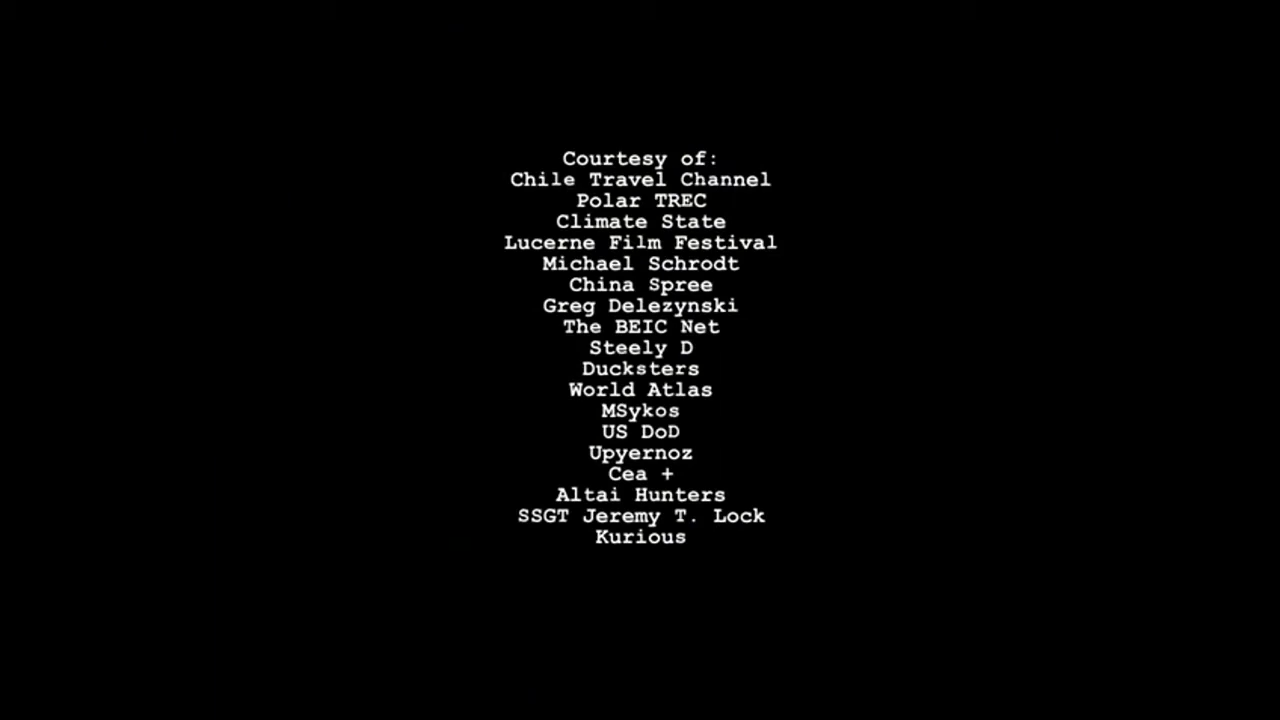 Courtesy of:
Chile Travel Channel
Polar TREC
Climate State
Lucerne Film Festival
Michael Schrodt
China Spree
Greg Delezynski
The BEIC Net
Steely D
Ducksters
World Atlas
MSykos
US DoD
Upyernoz
Cea +
Altai Hunters
SSGT Jeremy T. Lock
Kurious